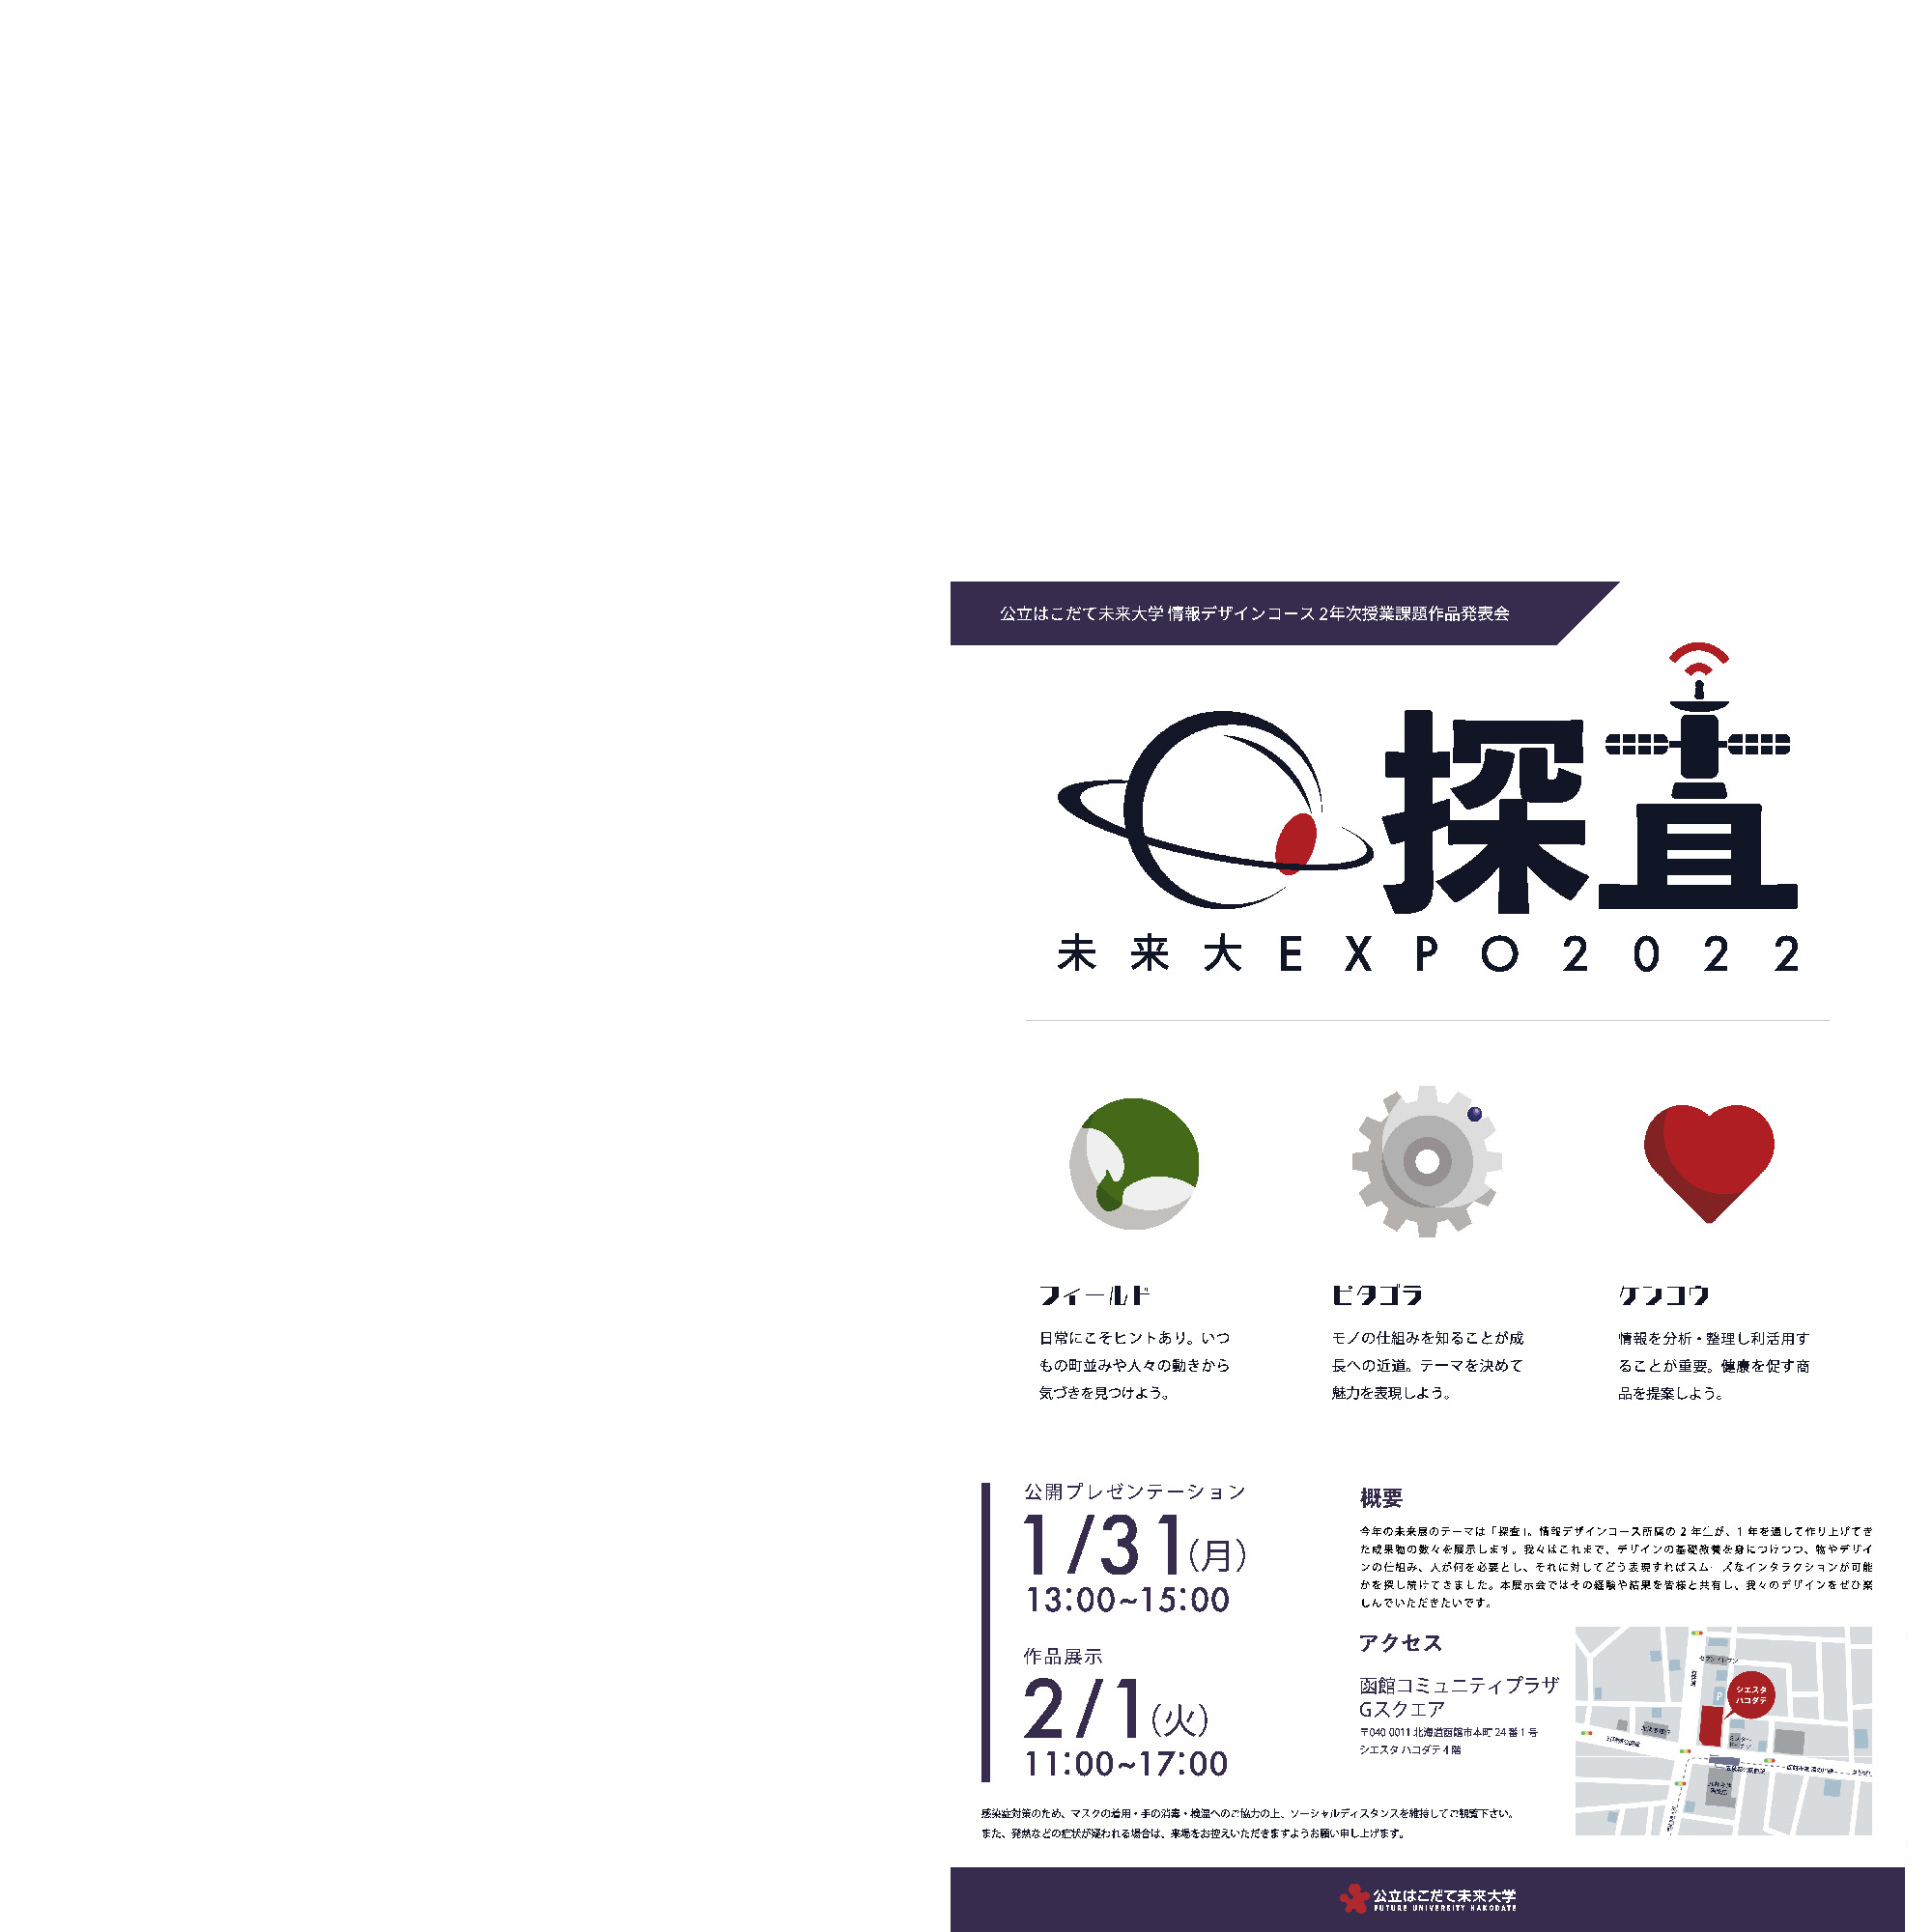 公立はこだて未来大学 情報デザインコース 2年次授業課題作品発表会
探査
未来大EXPO2022
フィールド
日常にこそヒントあり。いつ
もの町並みや人々の動きから
気づきを見つけよう。
ピタゴラ
モノの仕組みを知ることが成
長への近道。テーマを決めて
魅力を表現しよう。
ケンコウ
情報を分析・整理し利活用す
ることが重要。健康を促す商
品を提案しよう。
公開プレゼンテーション
1/31(月)
13:00~15:00
作品展示
2/1(火)
11:00~17:00
概要
今年の未来展のテーマは「探査」。情報デザインコース所属の 2 年生が、1 年を通して作り上げてき
た成果物の数々を展示します。我々はこれまで、デザインの基礎教養を身につけつつ、物やデザイ
ンの仕組み、人が何を必要とし、それに対してどう表現すればスムーズなインタラクションが可能
かを探し続けてきました。本展示会ではその経験や結果を皆様と共有し、我々のデザインをぜひ楽
しんでいただきたいです。
アクセス
函館コミュニティプラザ
Gスクエア
〒040-0011 北海道函館市本町 24 番 1 号
シエスタ ハコダテ 4 階
シエスタ
ハコダテ
P
感染症対策のため、マスクの着用・手の消毒・検温へのご協力の上、ソーシャルディスタンスを維持してご観覧下さい。
また、発熱などの症状が疑われる場合は、来場をお控えいただきますようお願い申し上げます。
公立はこだて未来大学
FUTURE UNIVERSITY HAKODATE